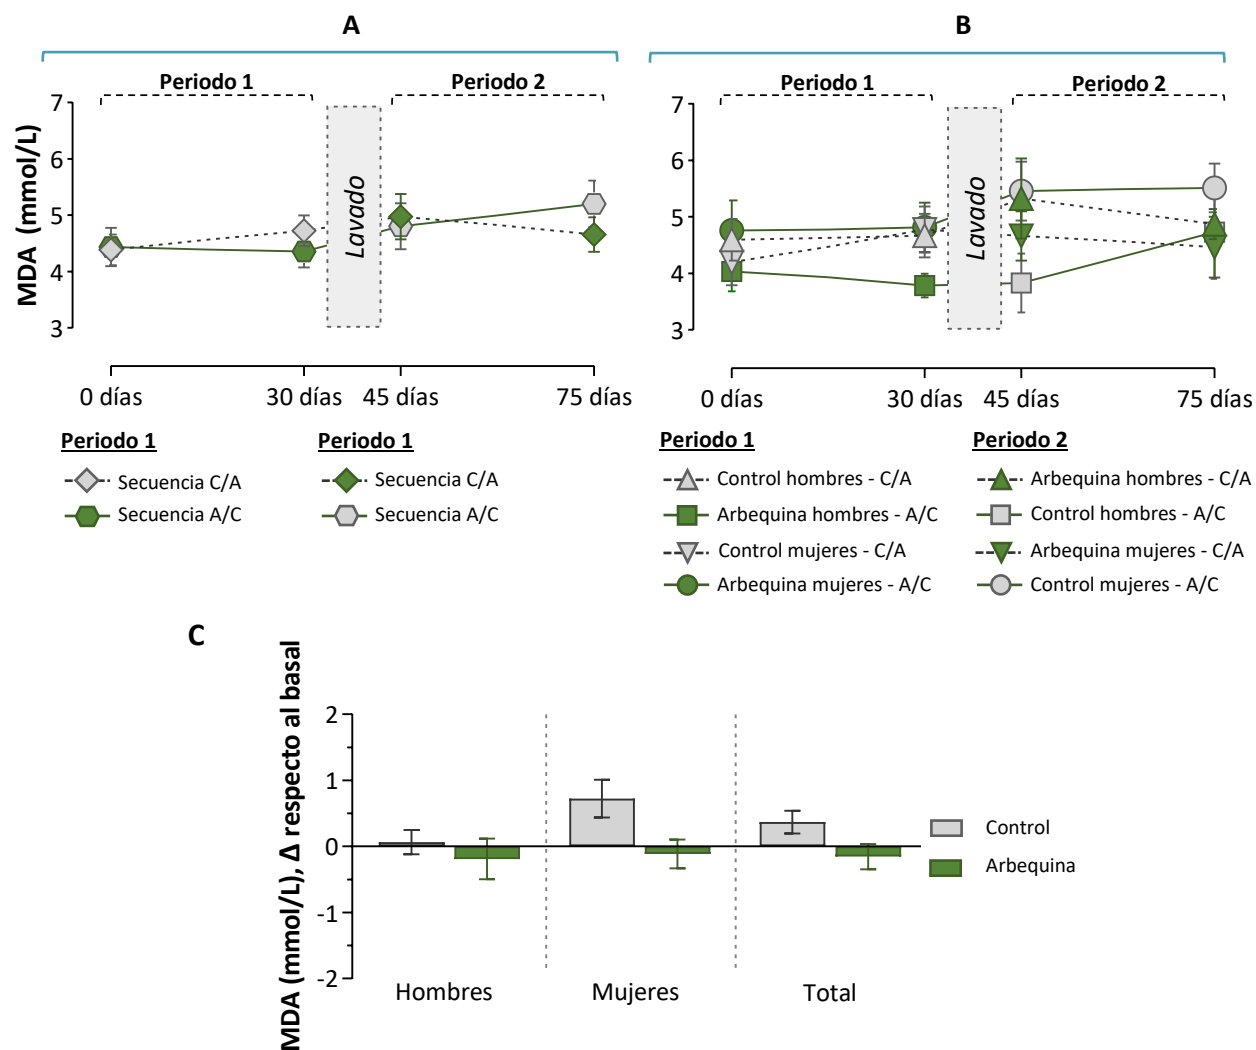 A
Periodo 1
Periodo 2
7
6
5
4
3
MDA (mmol/L)
Lavado
0 días
30 días
45 días
75 días
Periodo 1
Secuencia C/A
Secuencia A/C
Periodo 1
Secuencia C/A
Secuencia A/C
B
Periodo 1
Periodo 2
7
6
5
4
3
Lavado
0 días
30 días
45 días
75 días
Periodo 1
Control hombres - C/A
Arbequina hombres - A/C
Control mujeres - C/A
Arbequina mujeres - A/C
Periodo 2
Arbequina hombres - C/A
Control hombres - A/C
Arbequina mujeres - C/A
Control mujeres - A/C
C
MDA (mmol/L), Δ respecto al basal
2
1
0
-1
-2
Hombres
Mujeres
Total
Control
Arbequina